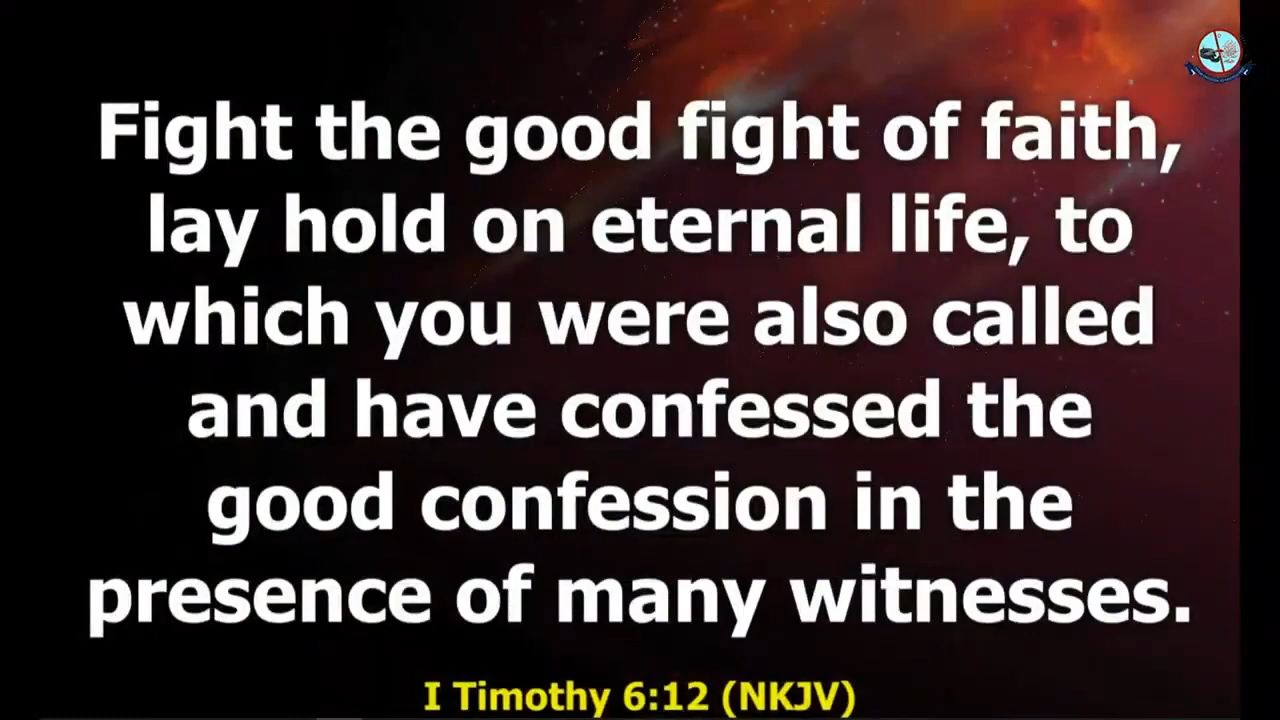 Fight the good fight of faith,
lay hold on eternal life, to
which you were also called
and have confessed the
good confession in the
presence of many witnesses.
I Timothy 6:12 (NKJV)